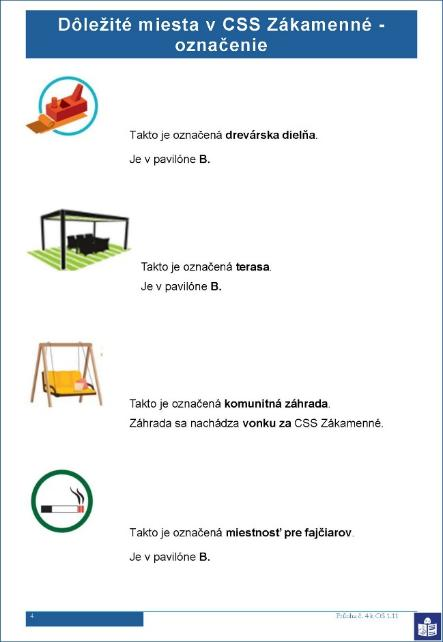 Dôležité miesta v CSS Zákamenné -
označenie
Takto je označená drevárska dielňa.
Je v pavilóne B.
Takto je označená terasa.
Je v pavilóne B.
Takto je označená komunitná záhrada.
Záhrada sa nachádza vonku za CSS Zákamenné.
Takto je označená miestnosť pre fajčiarov.
Je v pavilóne B.
4
Príloha č. 4 k OS 1.11